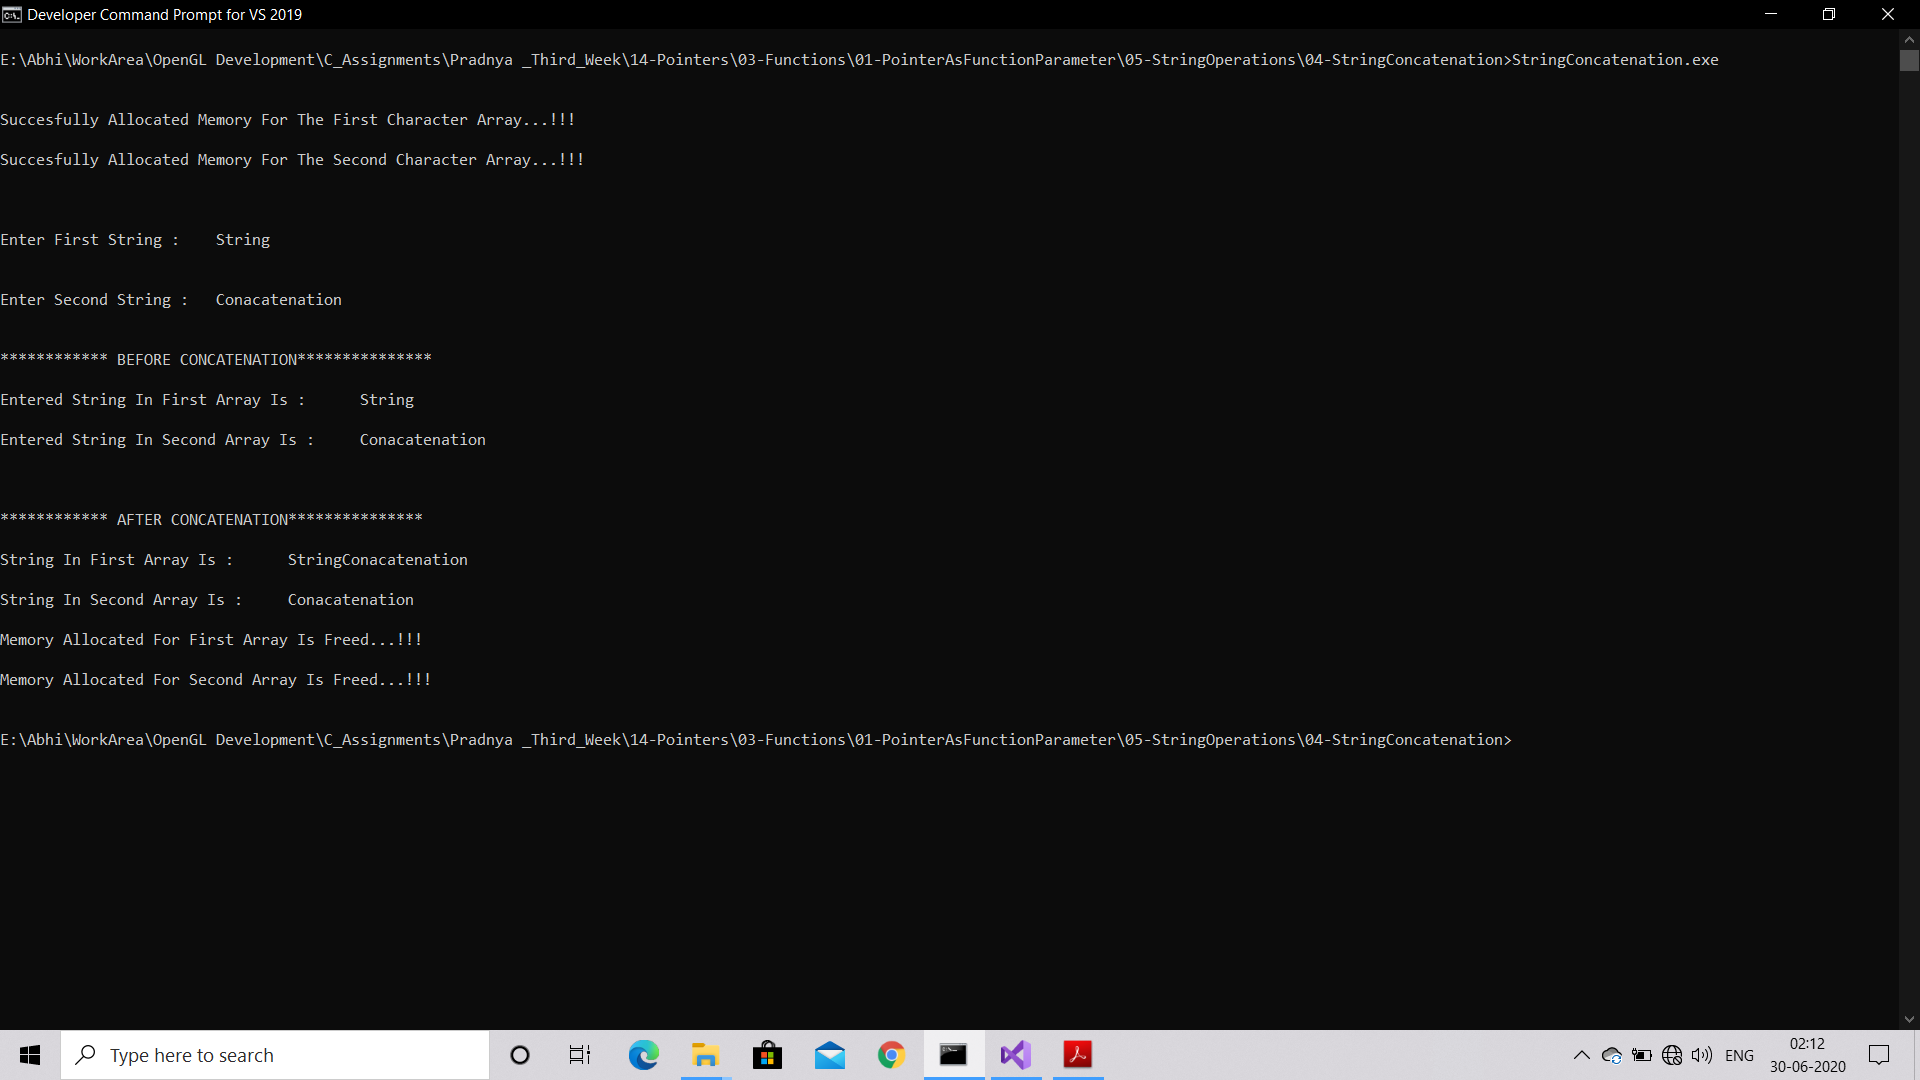 Developer Command Prompt for VS 2019
E:\Abhi\WorkArea\OpenGL Development\C_Assignments\Pradnya _Third_Week\14-Pointers\03-Functions\01-PointerAsFunctionParameter\05-StringOperations\04-StringConcatenation>StringConcatenation.exe
Succesfully Allocated Memory For The First Character Array...!!!
Succesfully Allocated Memory For The Second Character Array...!!!
Enter First String :    String
Enter Second String :   Conacatenation
************ BEFORE CONCATENATION***************
Entered String In First Array Is :      String
Entered String In Second Array Is :     Conacatenation
************ AFTER CONCATENATION***************
String In First Array Is :      StringConacatenation
String In Second Array Is :     Conacatenation
Memory Allocated For First Array Is Freed...!!!
Memory Allocated For Second Array Is Freed...!!!
E:\Abhi\WorkArea\OpenGL Development\C_Assignments\Pradnya _Third_Week\14-Pointers\03-Functions\01-PointerAsFunctionParameter\05-StringOperations\04-StringConcatenation>
Type here to search
ENG
02:12
30-06-2020